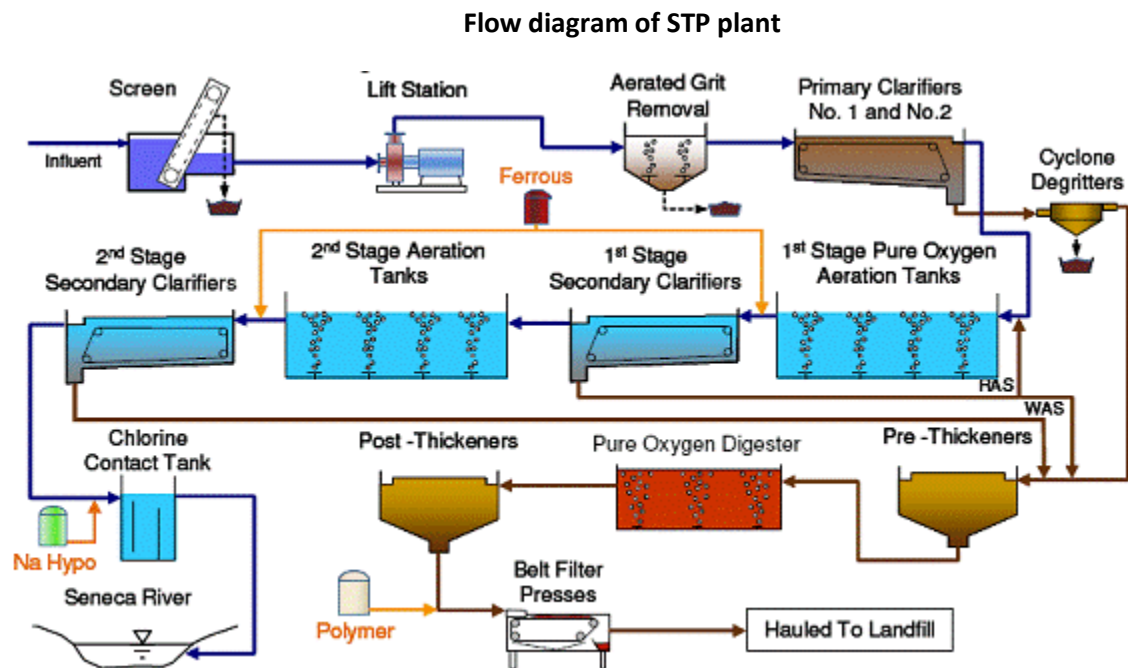 Flow diagram of STP plant
Screen
Influent
Lift Station
Aerated Grit
Removal
Primary Clarifiers
No. 1 and No.2
Cyclone
Degritters
Ferrous
2nd Stage
Secondary Clarifiers
2nd Stage Aeration
Tanks
1st Stage
Secondary Clarifiers
1st Stage Pure Oxygen
Aeration Tanks
RAS
WAS
Chlorine
Contact Tank
Post -Thickeners
Pure Oxygen Digester
Pre -Thickeners
Na Hypo
Seneca River
Polymer
Belt Filter
Presses
Hauled To Landfill